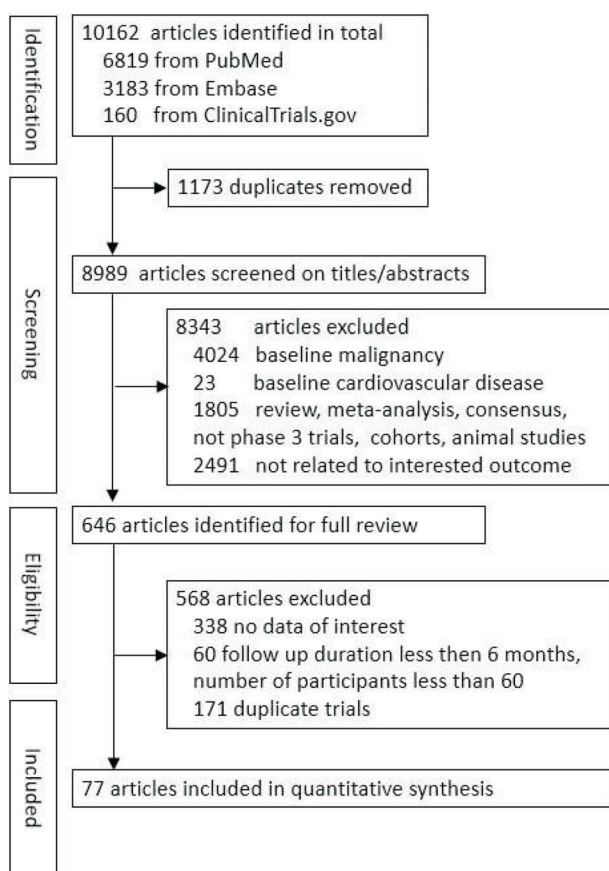 Identification
10162 articles identified in total
6819 from PubMed
3183 from Embase
160 from ClinicalTrials.gov
Screening
1173 duplicates removed
8989 articles screened on titles/abstracts
8343 articles excluded
4024 baseline malignancy
23 baseline cardiovascular disease
1805 review, meta-analysis, consensus,
not phase 3 trials, cohorts, animal studies
2491 not related to interested outcome
Eligibility
646 articles identified for full review
568 articles excluded
338 no data of interest
60 follow up duration less then 6 months,
number of participants less than 60
171 duplicate trials
Included
77 articles included in quantitative synthesis